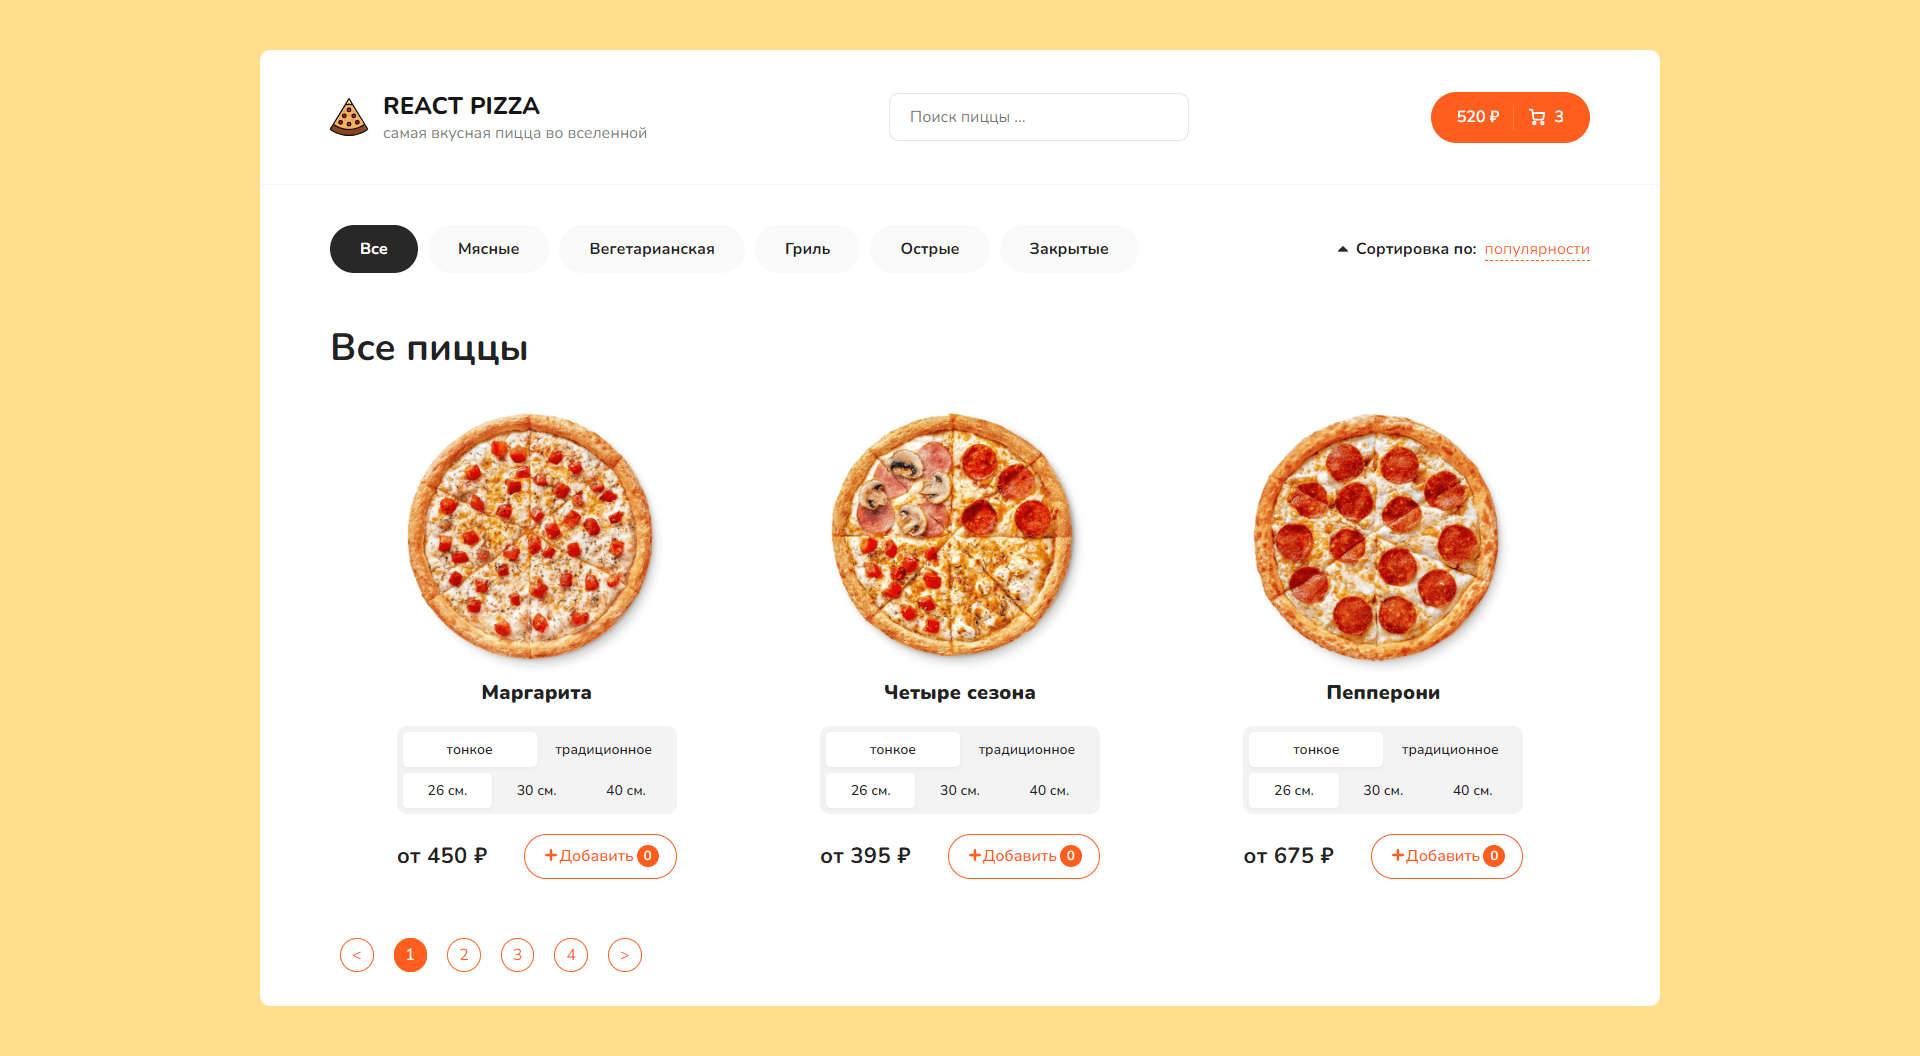 REACT PIZZA
самая вкусная пицца во вселенной
Поиск пиццы ...
520 ₽ 3
Все Мясные Вегетарианская Гриль Острые Закрытые Сортировка по: популярности
Все пиццы
Маргарита Четыре сезона Пепперони
тонкое традиционное тонкое традиционное тонкое традиционное
26 см. 30 см. 40 см. 26 см. 30 см. 40 см. 26 см. 30 см. 40 см.
от 450 ₽ +Добавить 0 от 395 ₽ +Добавить 0 от 675 ₽ +Добавить 0
< 1 2 3 4 >